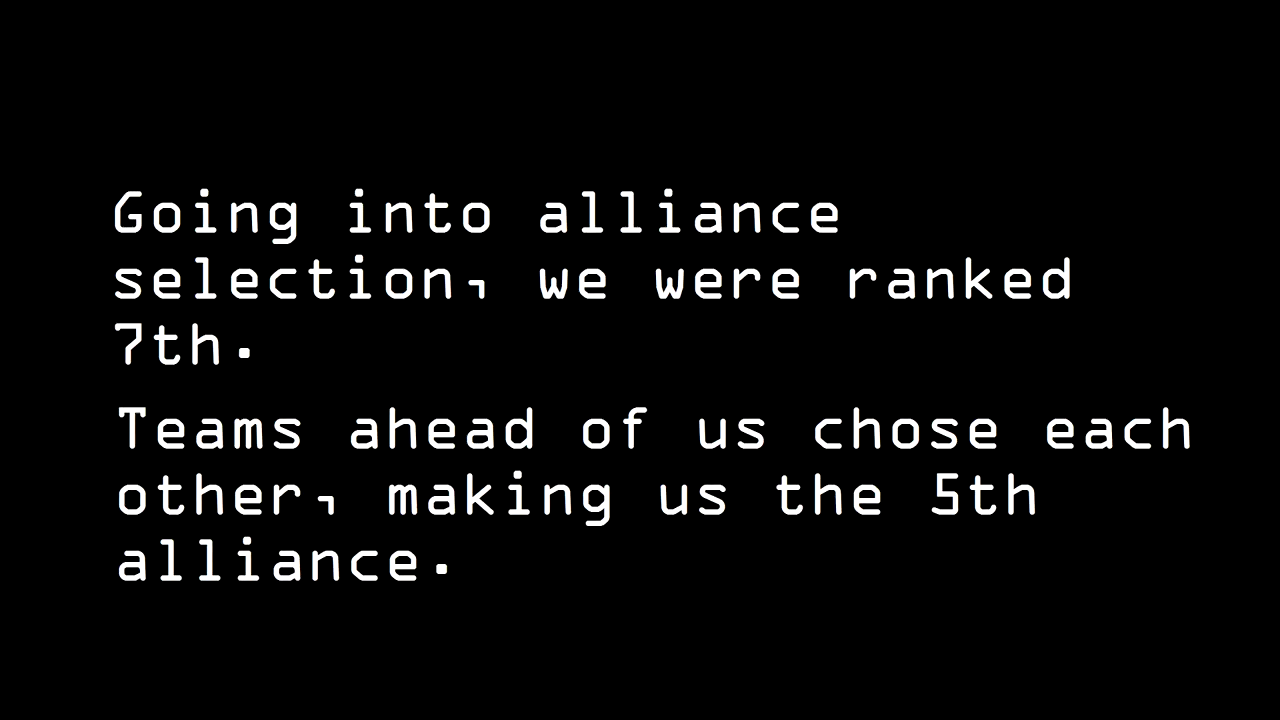 Going into alliance
selection, we were ranked
7th.
Teams ahead of us chose each
other, making us the 5th
alliance.